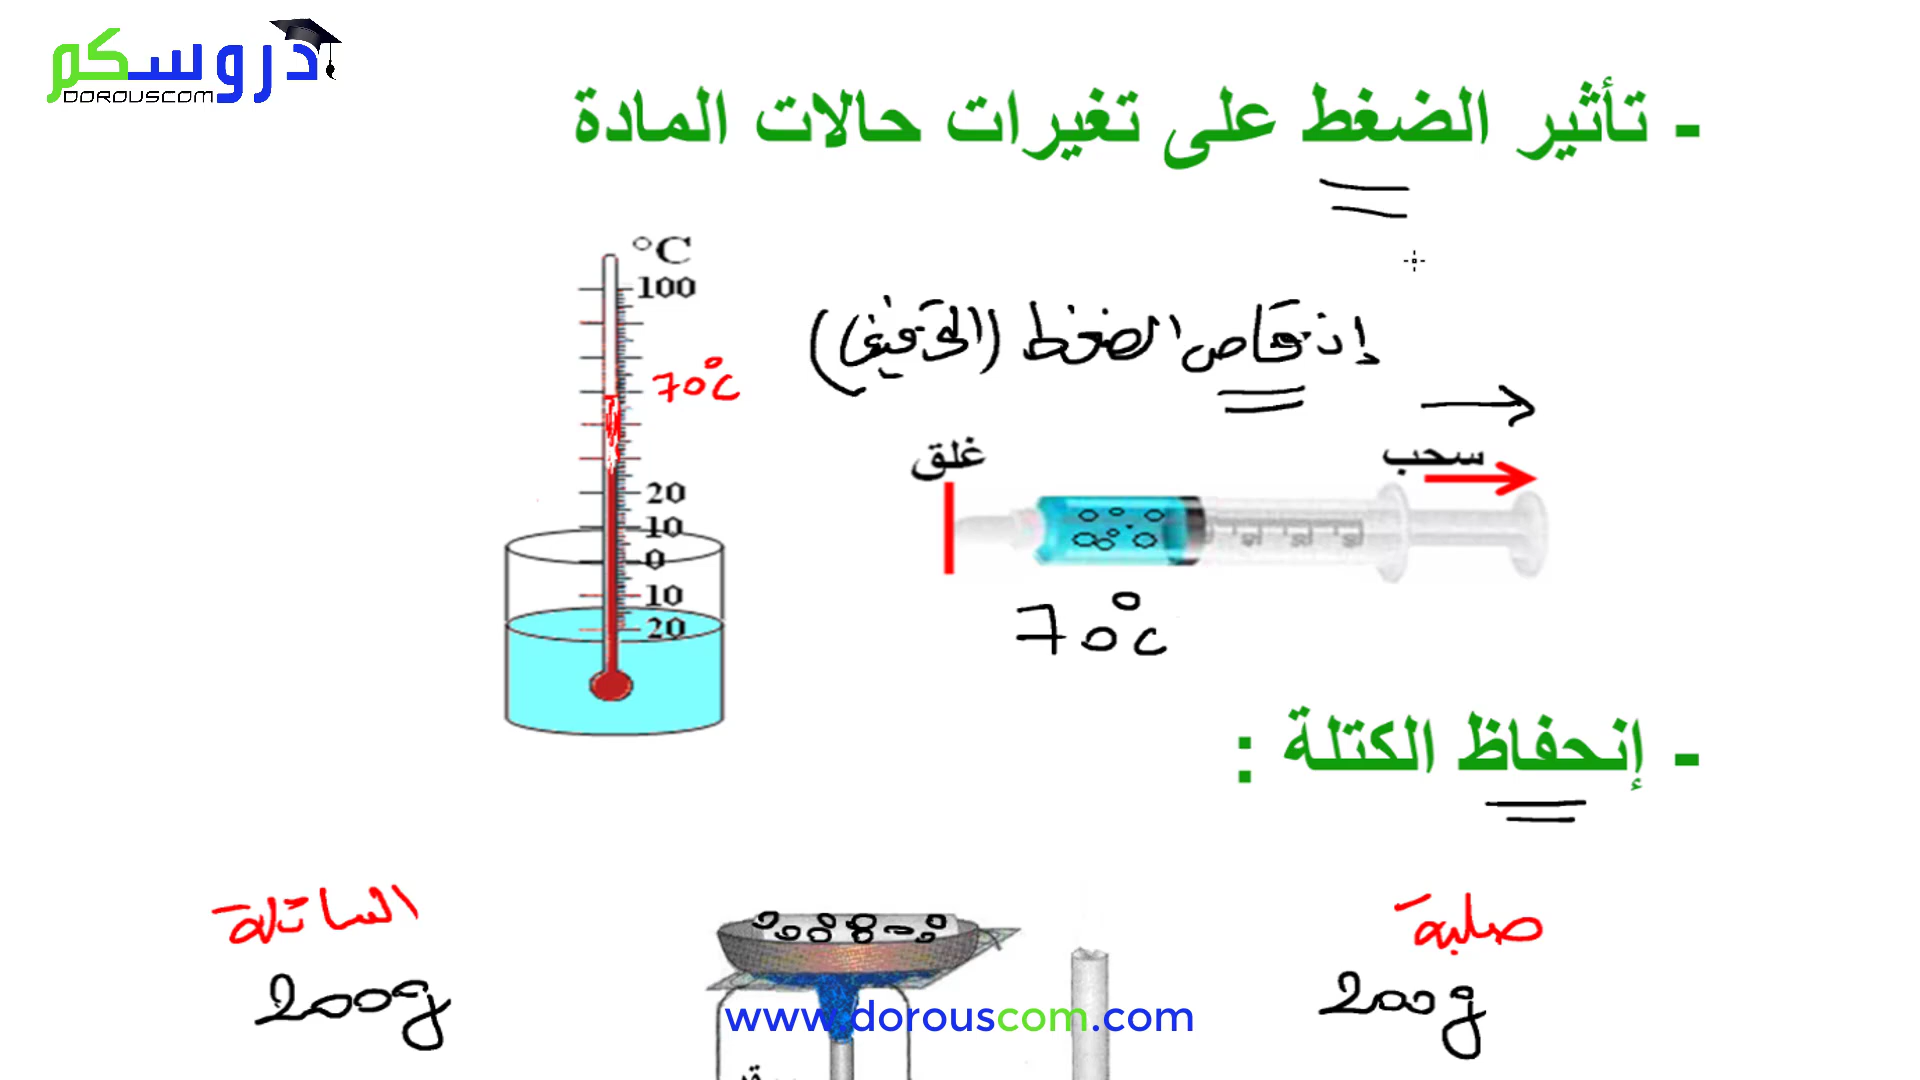 دروسكم
DOROUSCOM
- تأثير الضغط على تغيرات حالات المادة
°C
100
70°C
20
10
0
10
20
إنقاص الضغط (الحقيقي)
غلق
سحب
70°C
- إنحفاظ الكتلة :
صلبة
200g
السائلة
200g
www.dorouscom.com